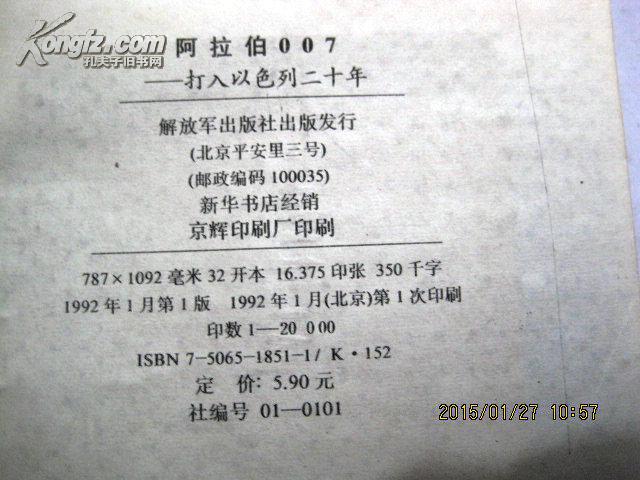 Kongfz.com
孔夫子旧书网
阿拉伯007
——打入以色列二十年
解放军出版社出版发行
(北京平安里三号)
(邮政编码 100035)
新华书店经销
京辉印刷厂印刷
787×1092 毫米 32 开本 16.375 印张 350 千字
1992 年 1 月第 1 版 1992 年 1 月(北京)第 1 次印刷
印数 1—20 000
ISBN 7-5065-1851-1/ K·152
定 价: 5.90 元
社编号 01—0101
2015/01/27 10:57